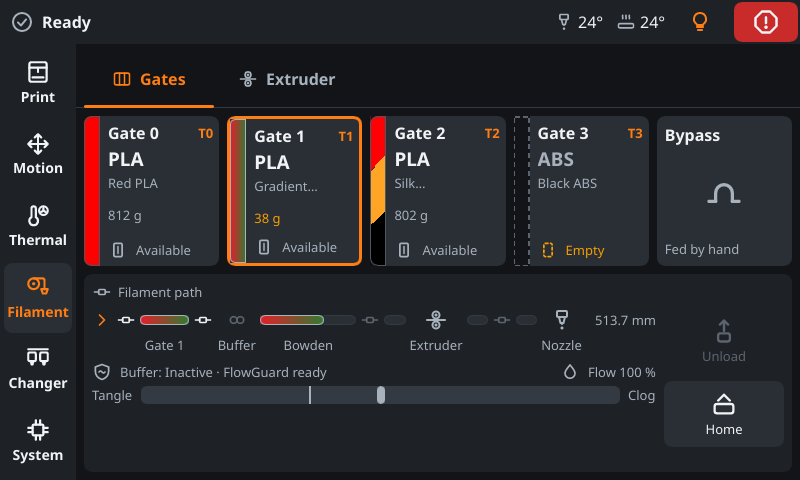 Ready
24°
24°
Print
Motion
Thermal
Filament
Changer
System
Gates
Extruder
Gate 0 T0
PLA
Red PLA
812 g
Available
Gate 1 T1
PLA
Gradient...
38 g
Available
Gate 2 T2
PLA
Silk...
802 g
Available
Gate 3 T3
ABS
Black ABS
Empty
Bypass
Fed by hand
Filament path
513.7 mm
Gate 1 Buffer Bowden Extruder Nozzle
Buffer: Inactive · FlowGuard ready Flow 100 %
Tangle Clog
Unload
Home